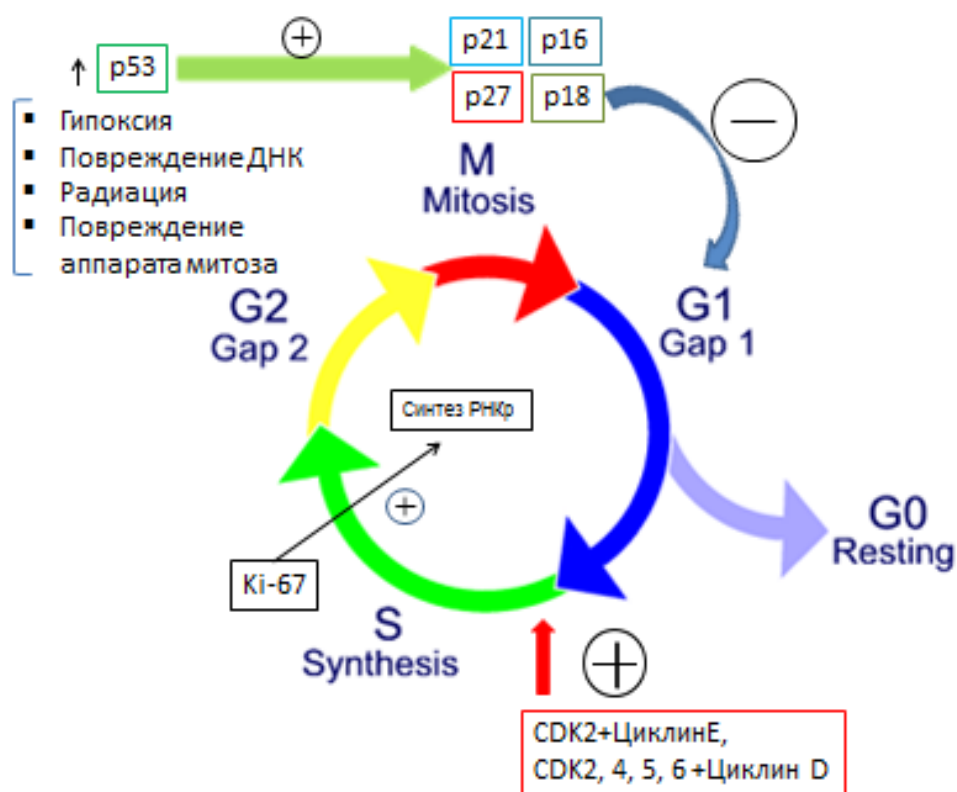 ↑ p53
+
p21 p16
p27 p18
−
▪ Гипоксия
▪ Повреждение ДНК
▪ Радиация
▪ Повреждение
аппарата митоза
M
Mitosis
G2
Gap 2
G1
Gap 1
Синтез РНКр
+
Ki-67
G0
Resting
S
Synthesis
+
CDK2+ЦиклинE,
CDK2, 4, 5, 6+Циклин D